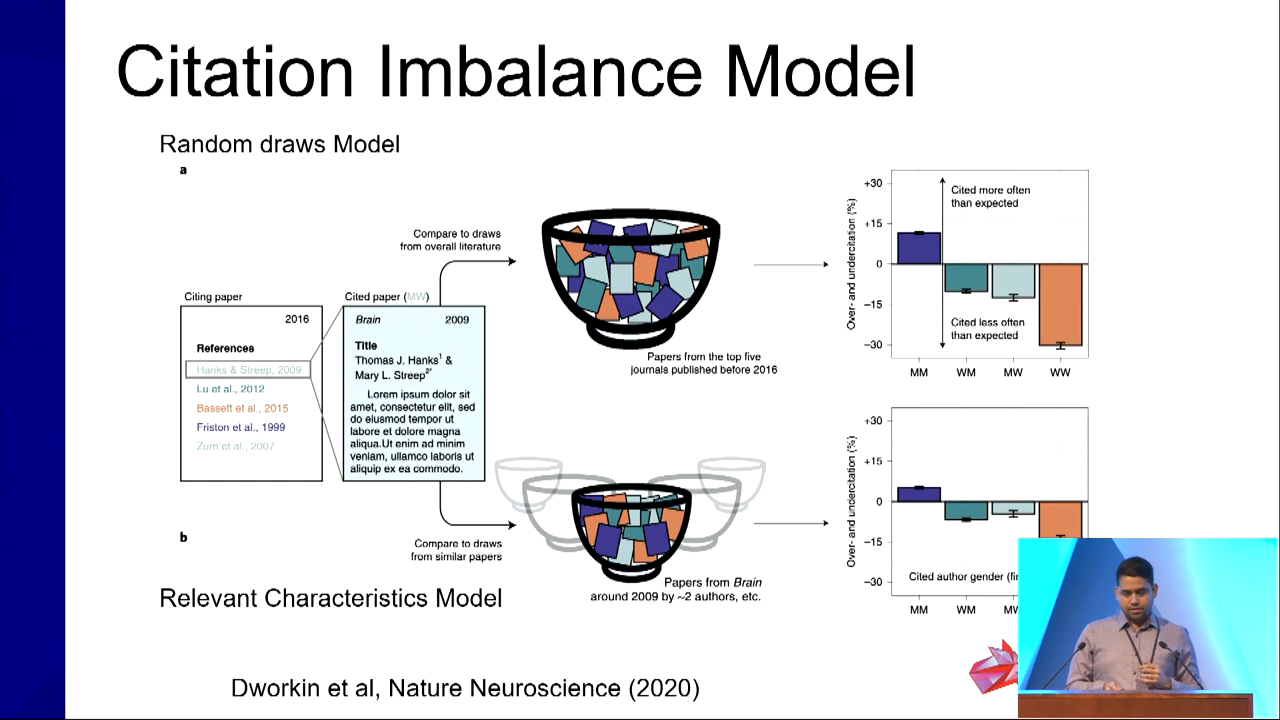 Citation Imbalance Model
Random draws Model
a
Compare to draws
from overall literature
Citing paper
2016
References
Hanks & Streep, 2009
Lu et al., 2012
Bassett et al., 2015
Friston et al., 1999
Zurn et al., 2007
Cited paper (MW)
Brain 2009
Title
Thomas J. Hanks1 &
Mary L. Streep2*
Lorem ipsum dolor sit
amet, consectetur elit, sed
do eiusmod tempor ut
labore et dolore magna
aliqua.Ut enim ad minim
veniam, ullamco laboris ut
aliquip ex ea commodo.
Papers from the top five
journals published before 2016
Over- and undercitation (%)
+30
+15
0
−15
−30
Cited more often
than expected
Cited less often
than expected
MM WM MW WW
b
Compare to draws
from similar papers
Papers from Brain
around 2009 by ~2 authors, etc.
Over- and undercitation (%)
+30
+15
0
−15
−30
Cited author gender
MM WM
Relevant Characteristics Model
Dworkin et al, Nature Neuroscience (2020)